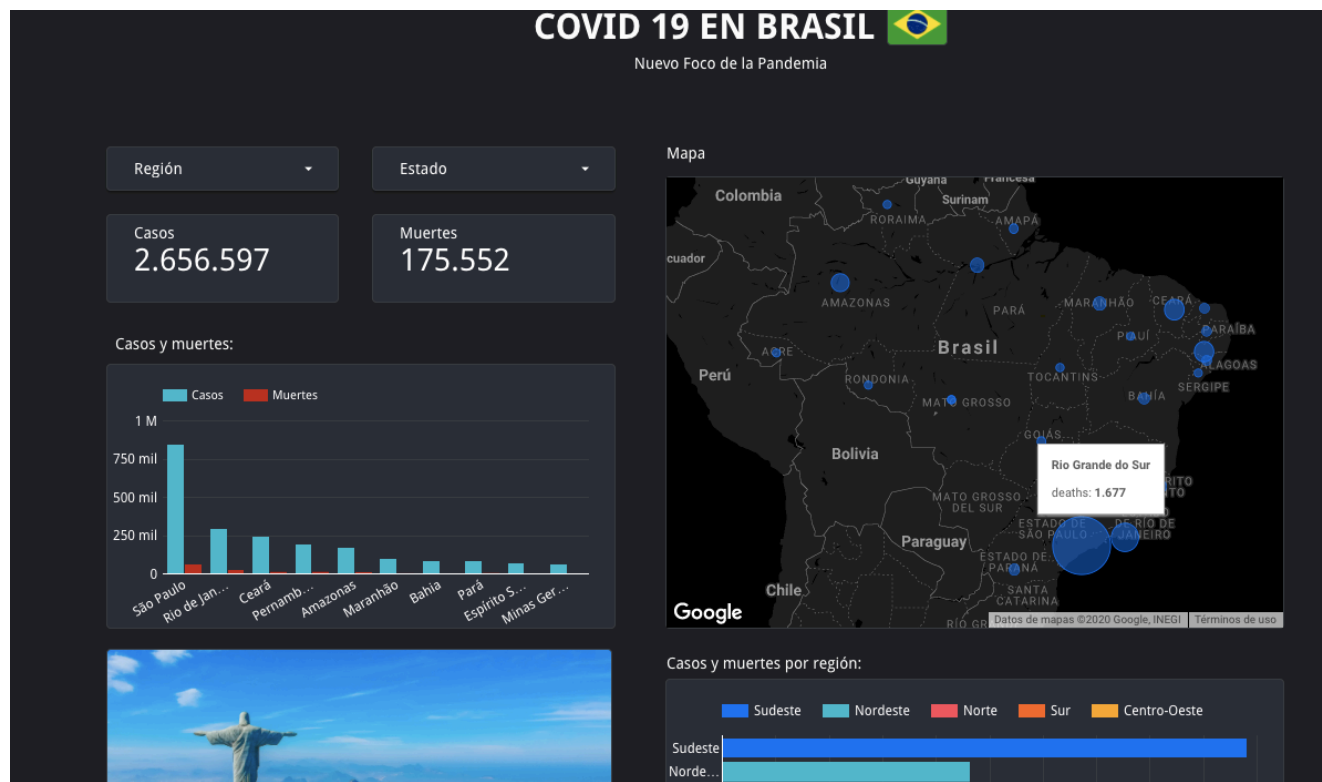 COVID 19 EN BRASIL
Nuevo Foco de la Pandemia
Región
Estado
Casos
2.656.597
Muertes
175.552
Casos y muertes:
Casos
Muertes
1 M
750 mil
500 mil
250 mil
0
São Paulo
Rio de Jan…
Ceará
Pernamb…
Amazonas
Maranhão
Bahia
Pará
Espírito S…
Minas Ger…
Mapa
Guyana
Francesa
Colombia
Surinam
RORAIMA
AMAPÁ
cuador
AMAZONAS
PARÁ
MARANHÃO
CEARÁ
PARAÍBA
PIAUÍ
Brasil
ACRE
ALAGOAS
Perú
RONDONIA
TOCANTINS
SERGIPE
MATO GROSSO
BAHÍA
GOIÁS
Bolivia
Rio Grande do Sur
deaths: 1.677
RITO
TO
MATO GROSSO
DEL SUR
ESTADO DE
SÃO PAULO
DE RÍO DE
JANEIRO
Paraguay
ESTADO DE
PARANÁ
Chile
SANTA
CATARINA
RÍO GR
Google
Datos de mapas ©2020 Google, INEGI
Términos de uso
Casos y muertes por región:
Sudeste
Nordeste
Norte
Sur
Centro-Oeste
Sudeste
Norde…